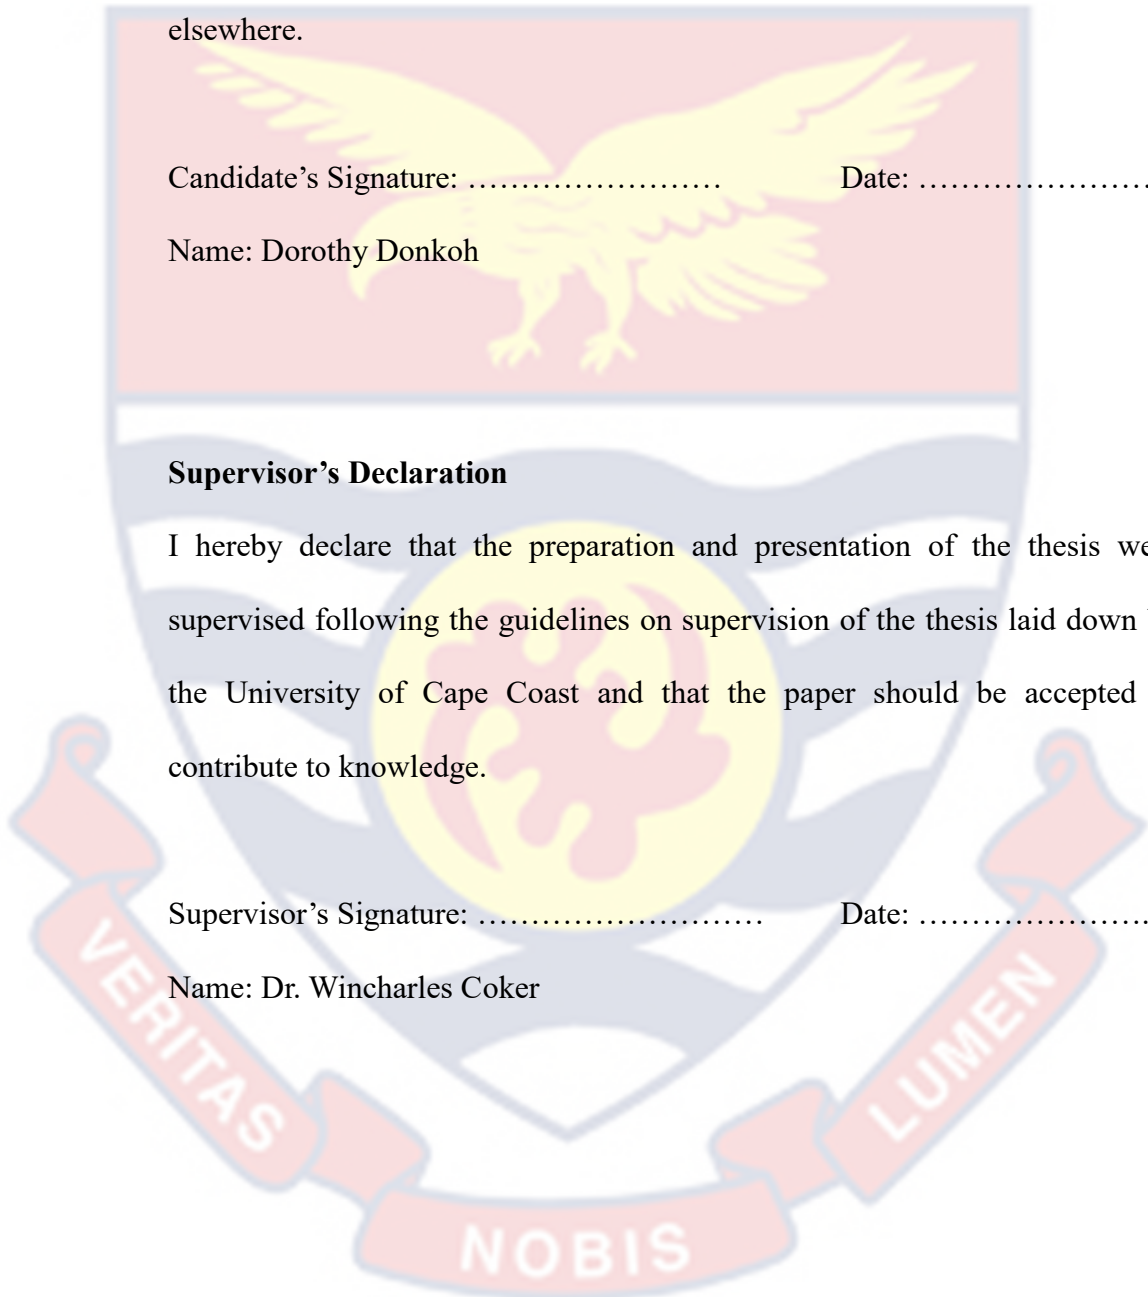 elsewhere.
Candidate’s Signature: …………………… Date: …………………
Name: Dorothy Donkoh
Supervisor’s Declaration
I hereby declare that the preparation and presentation of the thesis we
supervised following the guidelines on supervision of the thesis laid down
the University of Cape Coast and that the paper should be accepted
contribute to knowledge.
Supervisor’s Signature: ……………………… Date: ………………….
Name: Dr. Wincharles Coker
VERITAS
NOBIS
LUMEN